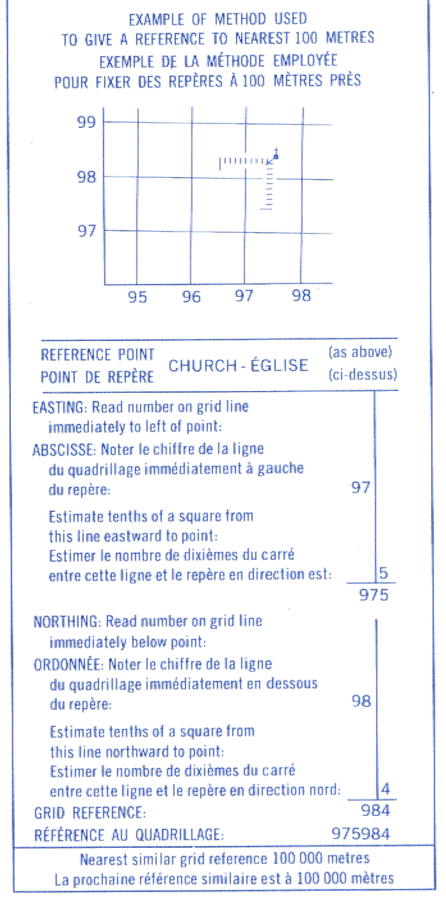 EXAMPLE OF METHOD USED
TO GIVE A REFERENCE TO NEAREST 100 METRES
EXEMPLE DE LA MÉTHODE EMPLOYÉE
POUR FIXER DES REPÈRES À 100 MÈTRES PRÈS
99
98
97
95 96 97 98
REFERENCE POINT
POINT DE REPÈRE
CHURCH - ÉGLISE
(as above)
(ci-dessus)
EASTING: Read number on grid line
immediately to left of point:
ABSCISSE: Noter le chiffre de la ligne
du quadrillage immédiatement à gauche
du repère: 97
Estimate tenths of a square from
this line eastward to point:
Estimer le nombre de dixièmes du carré
entre cette ligne et le repère en direction est: 5
975
NORTHING: Read number on grid line
immediately below point:
ORDONNÉE: Noter le chiffre de la ligne
du quadrillage immédiatement en dessous
du repère: 98
Estimate tenths of a square from
this line northward to point:
Estimer le nombre de dixièmes du carré
entre cette ligne et le repère en direction nord: 4
GRID REFERENCE: 984
RÉFÉRENCE AU QUADRILLAGE: 975984
Nearest similar grid reference 100 000 metres
La prochaine référence similaire est à 100 000 mètres